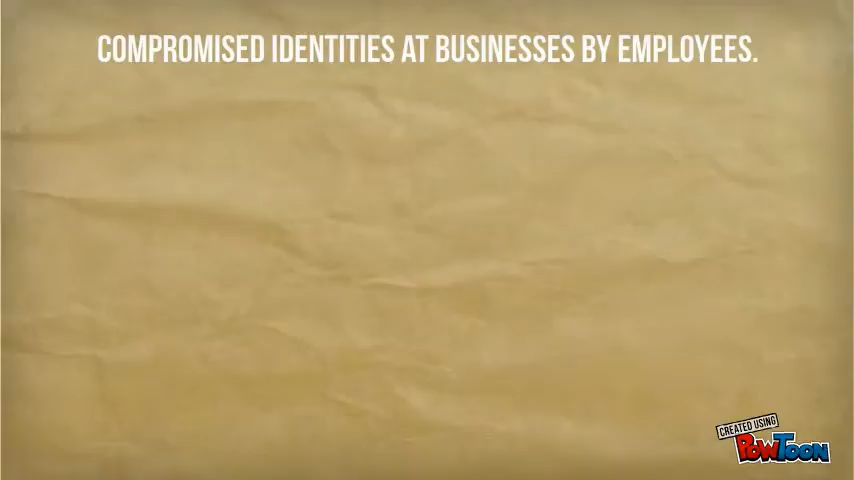 COMPROMISED IDENTITIES AT BUSINESSES BY EMPLOYEES.
CREATED USING
POWTOON